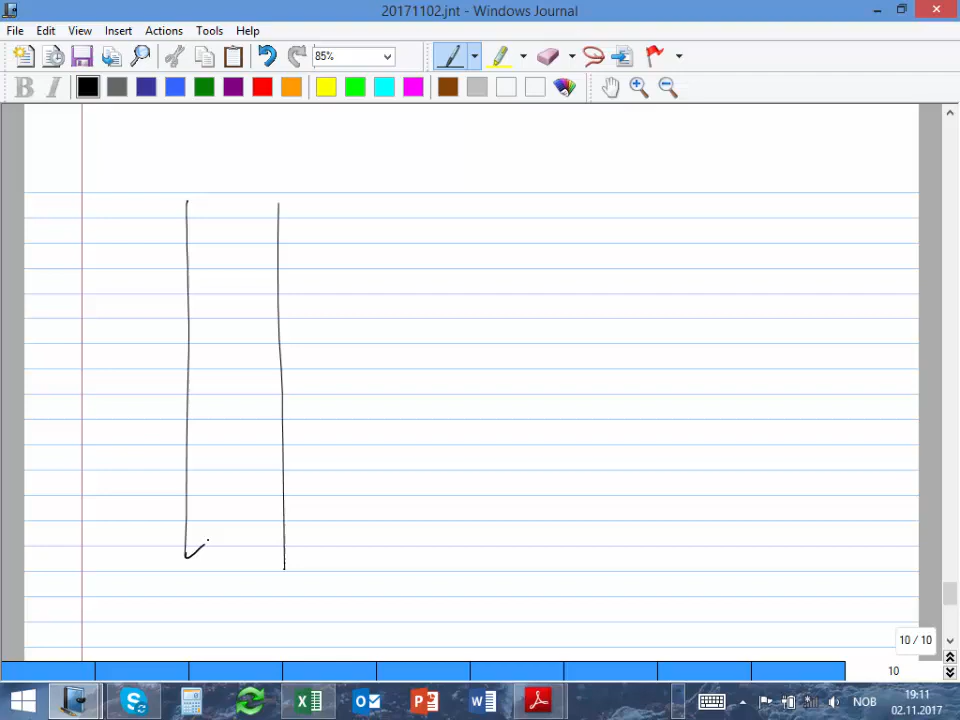 20171102.jnt - Windows Journal
File Edit View Insert Actions Tools Help
85%
B I
10 / 10
10
NOB
19:11
02.11.2017